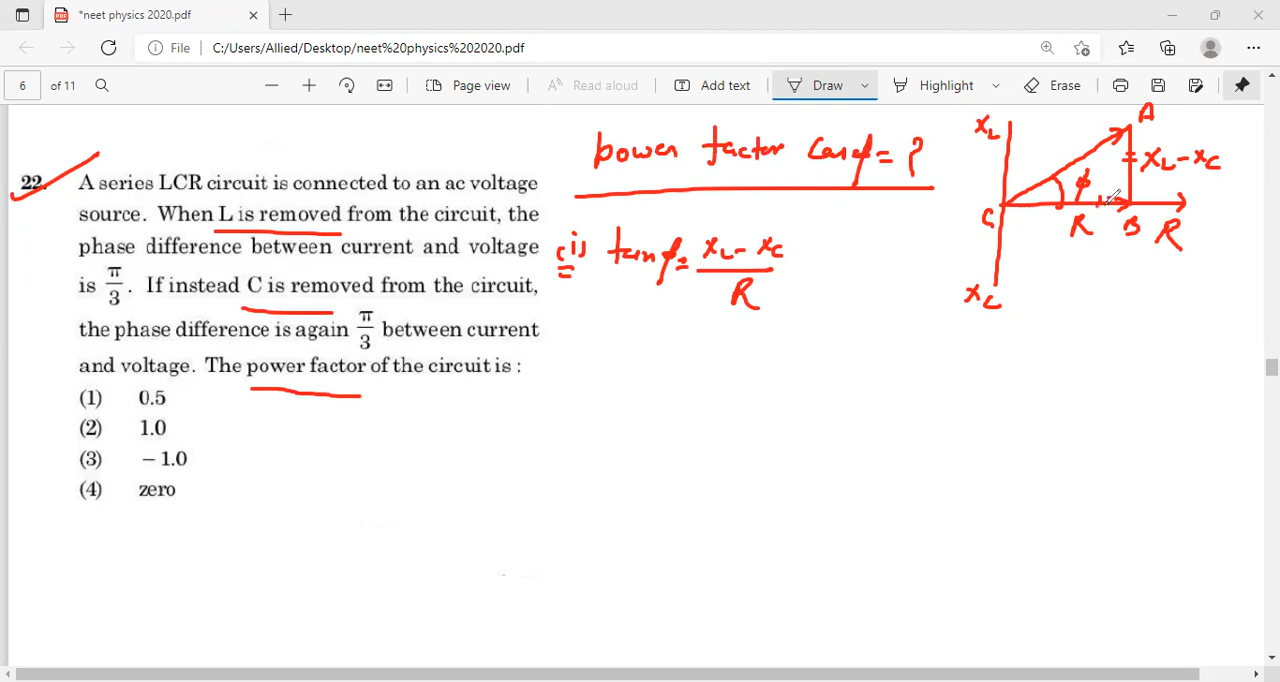 *neet physics 2020.pdf
File C:/Users/Allied/Desktop/neet%20physics%202020.pdf
6 of 11 Page view Read aloud Add text Draw Highlight Erase
power factor cosφ = ?
22. A series LCR circuit is connected to an ac voltage
source. When L is removed from the circuit, the
phase difference between current and voltage
is π/3. If instead C is removed from the circuit,
the phase difference is again π/3 between current
and voltage. The power factor of the circuit is :
(1) 0.5
(2) 1.0
(3) – 1.0
(4) zero
tanφ = XL - XC / R
XL
A
XL - XC
φ
C R B R
XC